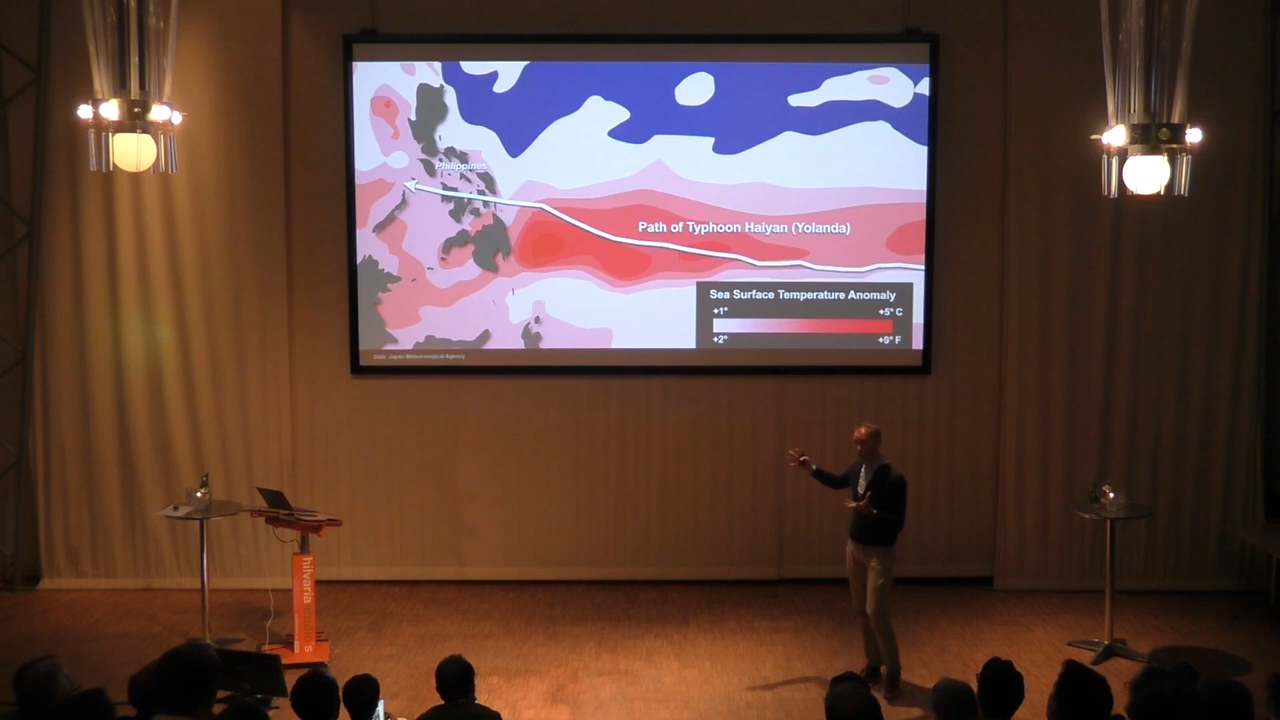 Philippines
Path of Typhoon Haiyan (Yolanda)
Sea Surface Temperature Anomaly
+1° +5° C
+2° +9° F
Data: Japan Meteorological Agency
hilvaria